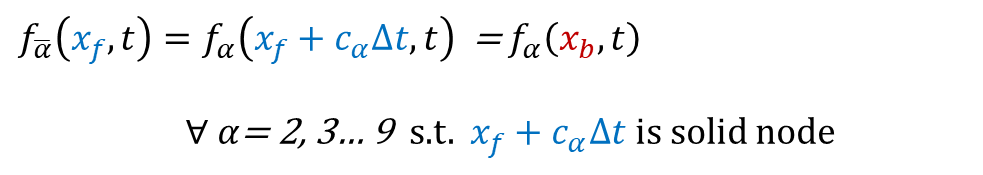 f_ᾱ(x_f, t) = f_α(x_f + c_αΔt, t) = f_α(x_b, t)
∀ α = 2, 3... 9 s.t. x_f + c_αΔt is solid node